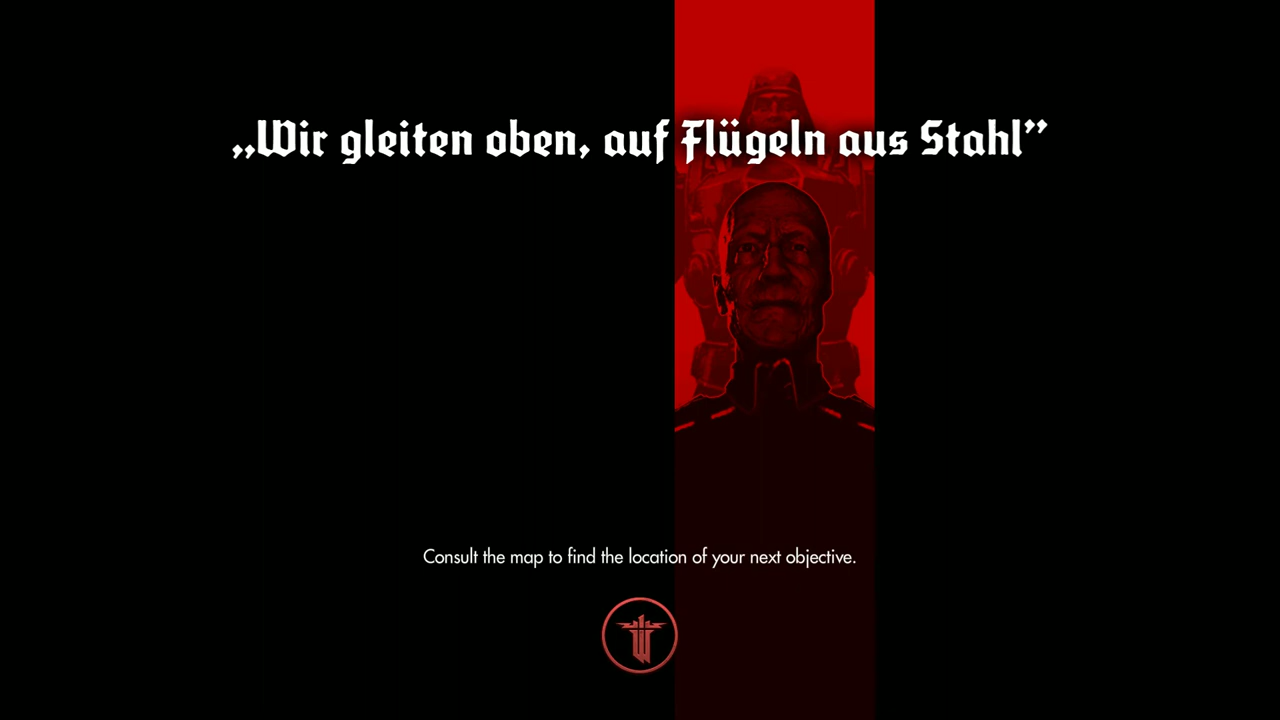 „Wir gleiten oben, auf Flügeln aus Stahl”
Consult the map to find the location of your next objective.